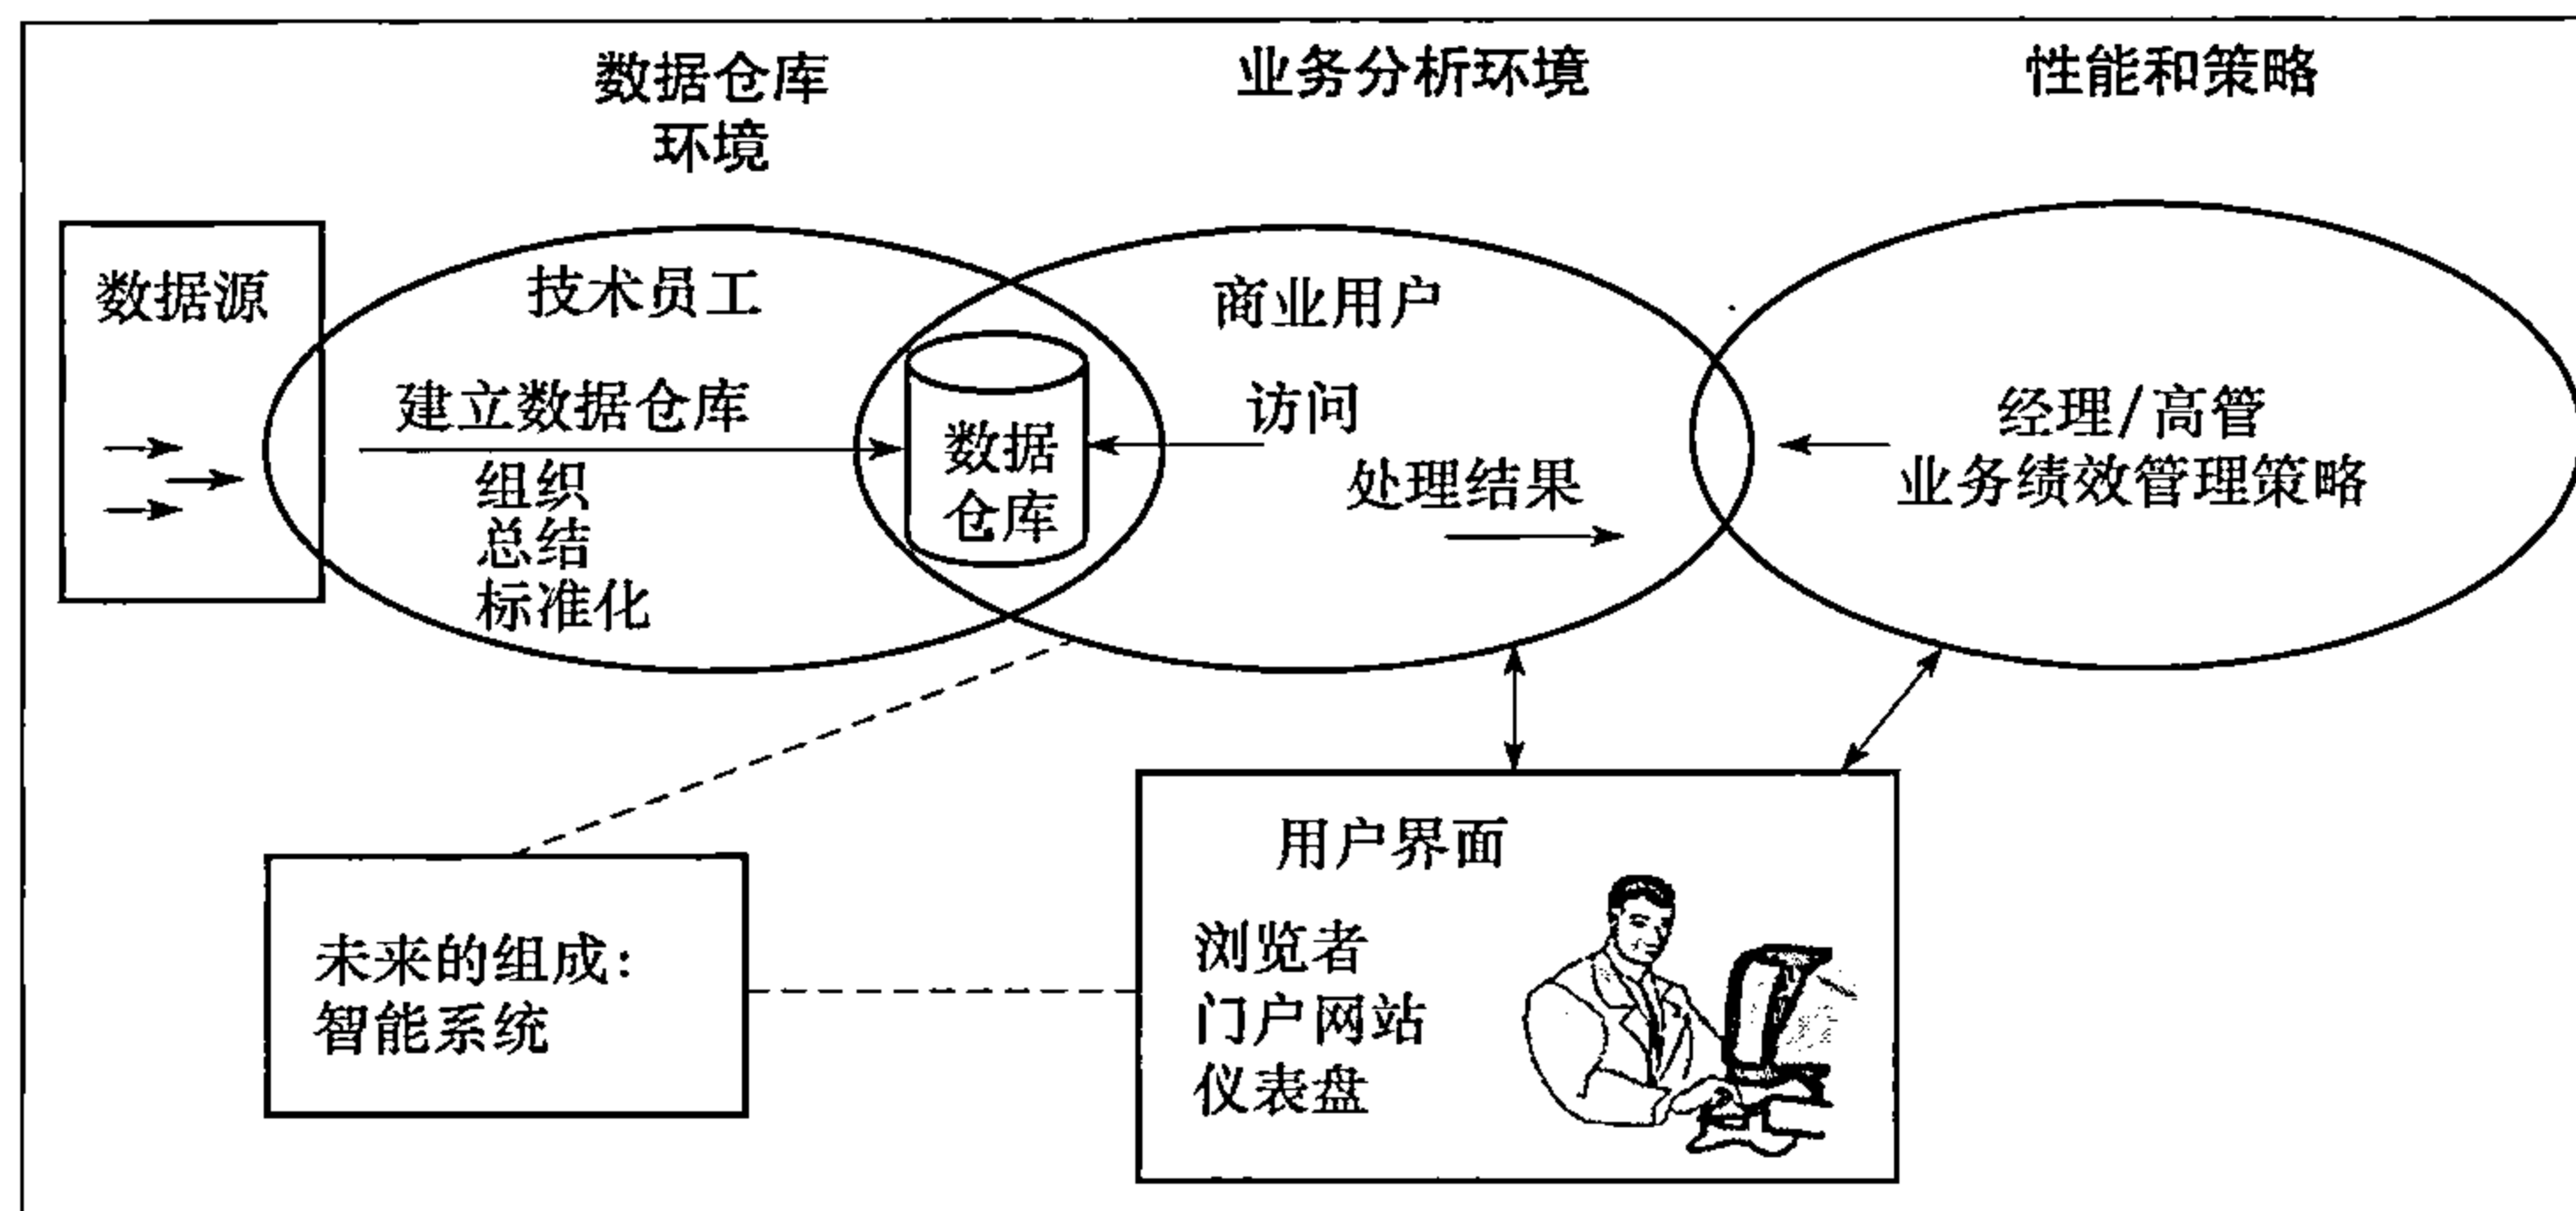 数据仓库
环境
业务分析环境
性能和策略
数据源
技术员工
建立数据仓库
组织
总结
标准化
数据
仓库
商业用户
访问
处理结果
经理/高管
业务绩效管理策略
未来的组成:
智能系统
用户界面
浏览者
门户网站
仪表盘